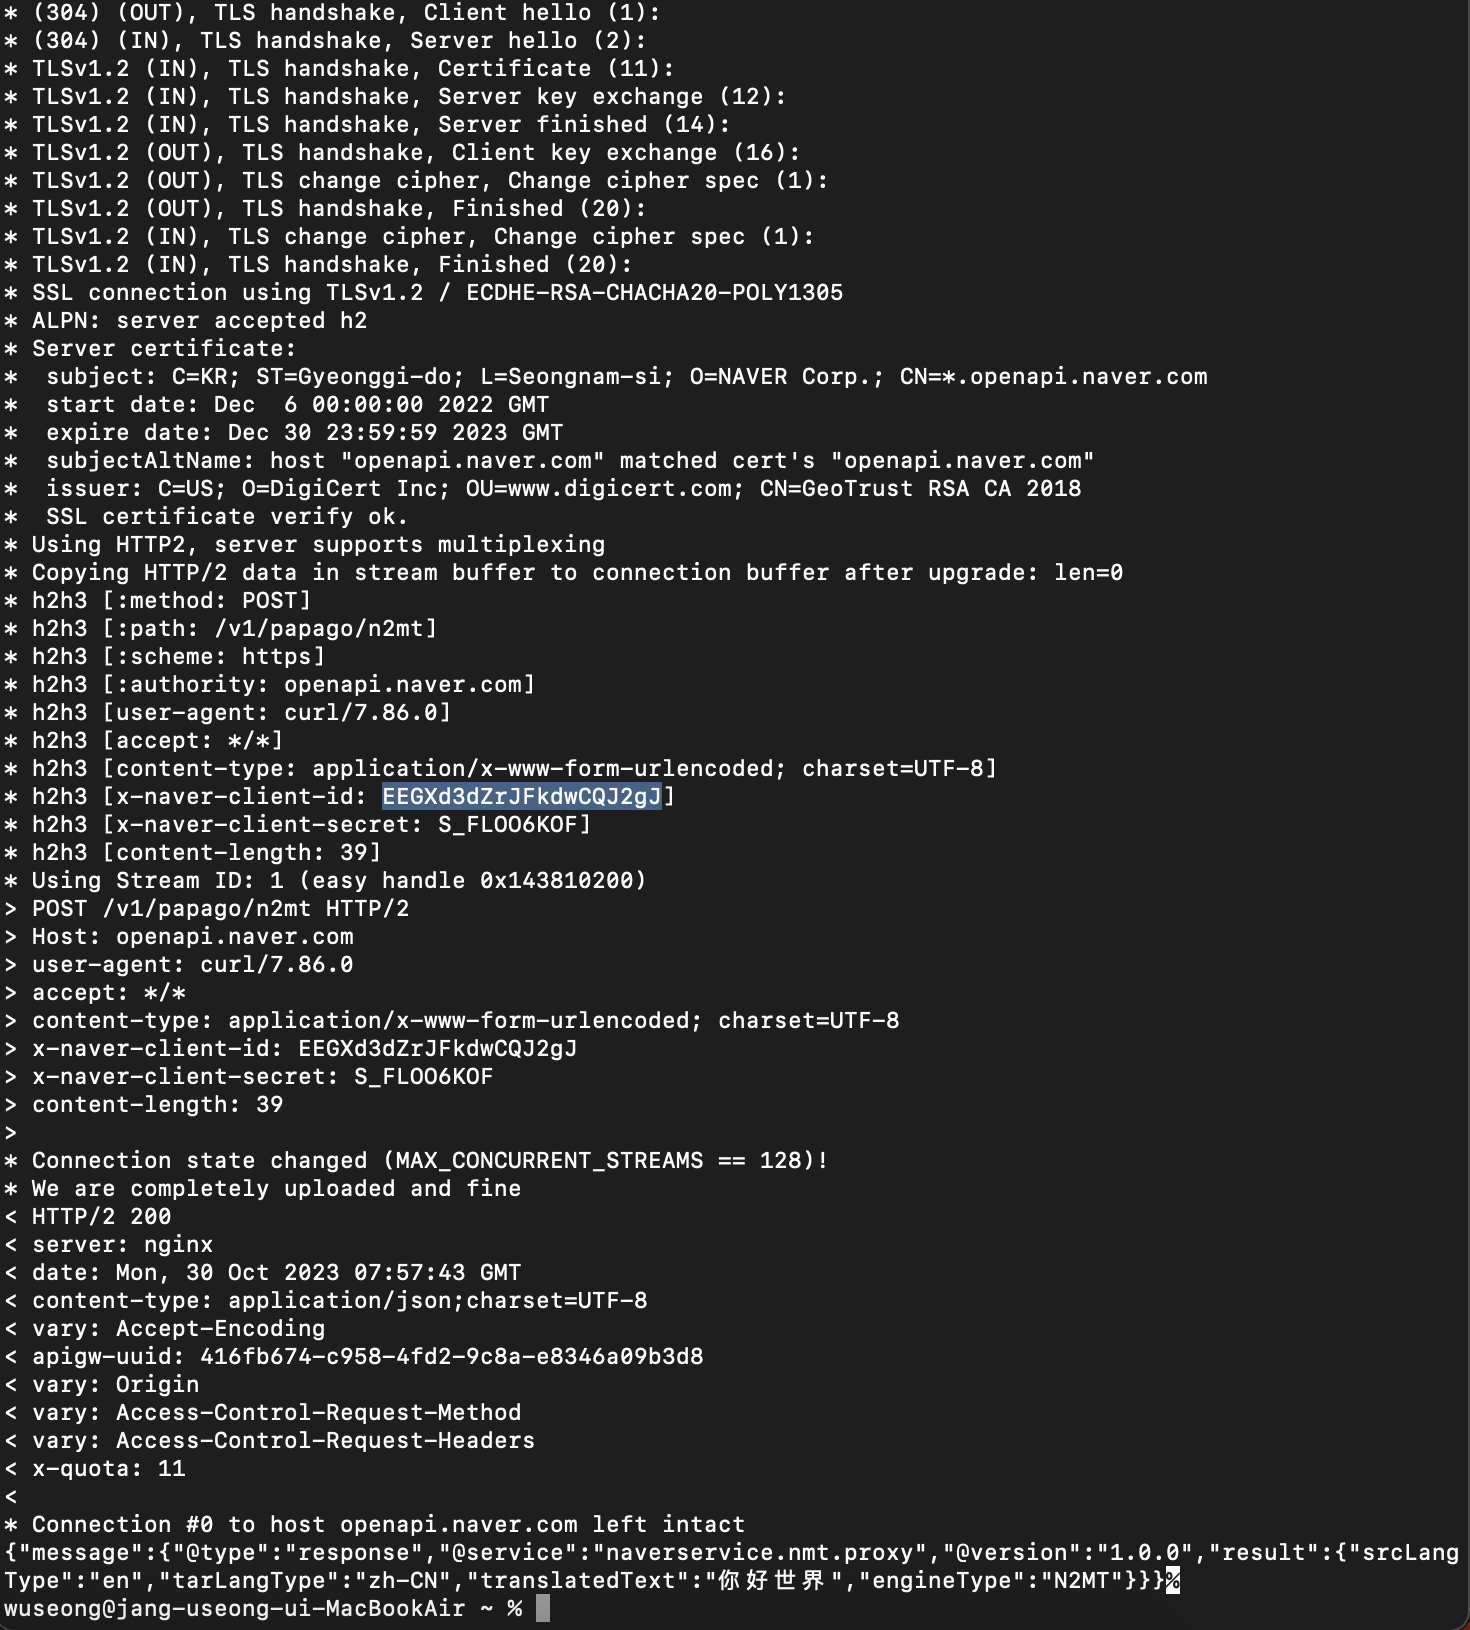 * (304) (OUT), TLS handshake, Client hello (1):
* (304) (IN), TLS handshake, Server hello (2):
* TLSv1.2 (IN), TLS handshake, Certificate (11):
* TLSv1.2 (IN), TLS handshake, Server key exchange (12):
* TLSv1.2 (IN), TLS handshake, Server finished (14):
* TLSv1.2 (OUT), TLS handshake, Client key exchange (16):
* TLSv1.2 (OUT), TLS change cipher, Change cipher spec (1):
* TLSv1.2 (OUT), TLS handshake, Finished (20):
* TLSv1.2 (IN), TLS change cipher, Change cipher spec (1):
* TLSv1.2 (IN), TLS handshake, Finished (20):
* SSL connection using TLSv1.2 / ECDHE-RSA-CHACHA20-POLY1305
* ALPN: server accepted h2
* Server certificate:
*  subject: C=KR; ST=Gyeonggi-do; L=Seongnam-si; O=NAVER Corp.; CN=*.openapi.naver.com
*  start date: Dec  6 00:00:00 2022 GMT
*  expire date: Dec 30 23:59:59 2023 GMT
*  subjectAltName: host "openapi.naver.com" matched cert's "openapi.naver.com"
*  issuer: C=US; O=DigiCert Inc; OU=www.digicert.com; CN=GeoTrust RSA CA 2018
*  SSL certificate verify ok.
* Using HTTP2, server supports multiplexing
* Copying HTTP/2 data in stream buffer to connection buffer after upgrade: len=0
* h2h3 [:method: POST]
* h2h3 [:path: /v1/papago/n2mt]
* h2h3 [:scheme: https]
* h2h3 [:authority: openapi.naver.com]
* h2h3 [user-agent: curl/7.86.0]
* h2h3 [accept: */*]
* h2h3 [content-type: application/x-www-form-urlencoded; charset=UTF-8]
* h2h3 [x-naver-client-id: EEGXd3dZrJFkdwCQJ2gJ]
* h2h3 [x-naver-client-secret: S_FLOO6KOF]
* h2h3 [content-length: 39]
* Using Stream ID: 1 (easy handle 0x143810200)
> POST /v1/papago/n2mt HTTP/2
> Host: openapi.naver.com
> user-agent: curl/7.86.0
> accept: */*
> content-type: application/x-www-form-urlencoded; charset=UTF-8
> x-naver-client-id: EEGXd3dZrJFkdwCQJ2gJ
> x-naver-client-secret: S_FLOO6KOF
> content-length: 39
>
* Connection state changed (MAX_CONCURRENT_STREAMS == 128)!
* We are completely uploaded and fine
< HTTP/2 200
< server: nginx
< date: Mon, 30 Oct 2023 07:57:43 GMT
< content-type: application/json;charset=UTF-8
< vary: Accept-Encoding
< apigw-uuid: 416fb674-c958-4fd2-9c8a-e8346a09b3d8
< vary: Origin
< vary: Access-Control-Request-Method
< vary: Access-Control-Request-Headers
< x-quota: 11
<
* Connection #0 to host openapi.naver.com left intact
{"message":{"@type":"response","@service":"naverservice.nmt.proxy","@version":"1.0.0","result":{"srcLang
Type":"en","tarLangType":"zh-CN","translatedText":"你好世界","engineType":"N2MT"}}}%
wuseong@jang-useong-ui-MacBookAir ~ %